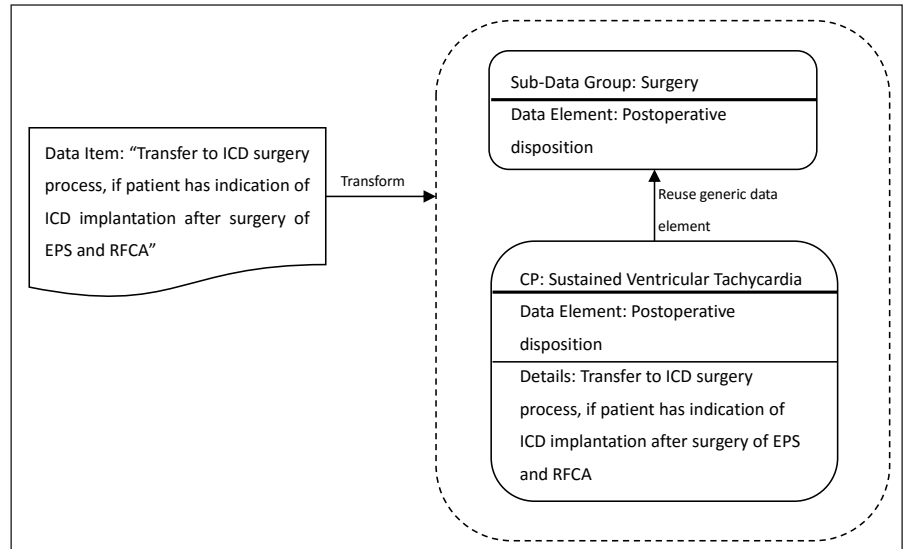 Data Item: “Transfer to ICD surgery
process, if patient has indication of
ICD implantation after surgery of
EPS and RFCA”
Transform
Sub-Data Group: Surgery
Data Element: Postoperative
disposition
Reuse generic data
element
CP: Sustained Ventricular Tachycardia
Data Element: Postoperative
disposition
Details: Transfer to ICD surgery
process, if patient has indication of
ICD implantation after surgery of EPS
and RFCA